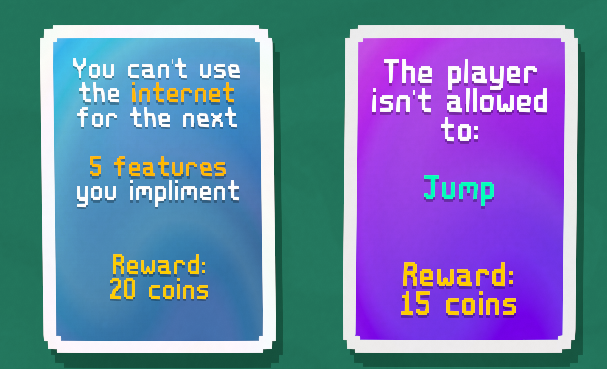 You can't use
the internet
for the next
5 features
you impliment
Reward:
20 coins
The player
isn't allowed
to:
Jump
Reward:
15 coins